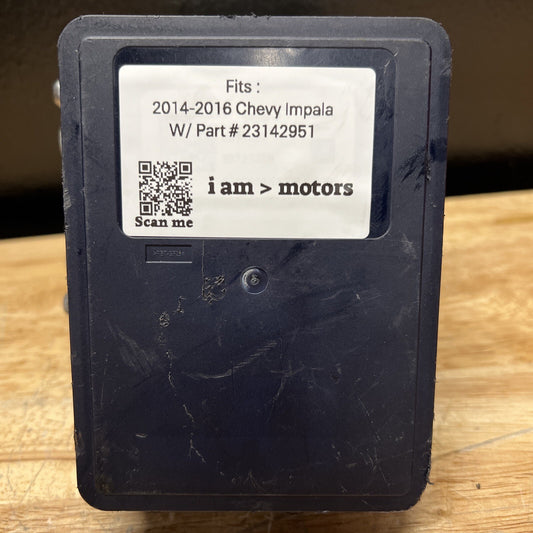 Fits :
2014-2016 Chevy Impala
W/ Part # 23142951
i am > motors
Scan me